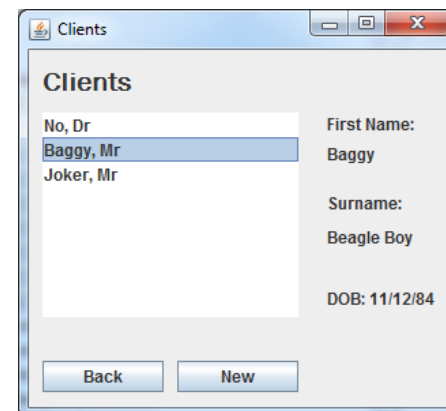 Clients
Clients
No, Dr
Baggy, Mr
Joker, Mr
First Name:
Baggy
Surname:
Beagle Boy
DOB: 11/12/84
Back
New